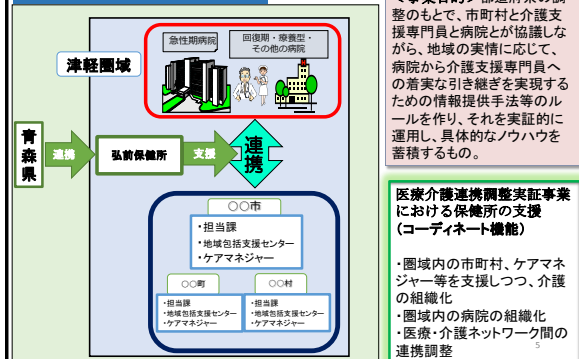 津軽圏域
急性期病院
回復期・療養型・
その他の病院
青森県
連携
弘前保健所
支援
連携
○○市
・担当課
・地域包括支援センター
・ケアマネジャー
○○町
・担当課
・地域包括支援センター
・ケアマネジャー
○○村
・担当課
・地域包括支援センター
・ケアマネジャー
整のもとで、市町村と介護支
援専門員と病院とが協議しな
がら、地域の実情に応じて、
病院から介護支援専門員へ
の着実な引き継ぎを実現する
ための情報提供手法等のル
ールを作り、それを実証的に
運用し、具体的なノウハウを
蓄積するもの。
医療介護連携調整実証事業
における保健所の支援
(コーディネート機能)
・圏域内の市町村、ケアマネ
ジャー等を支援しつつ、介護
の組織化
・圏域内の病院の組織化
・医療・介護ネットワーク間の
連携調整
5